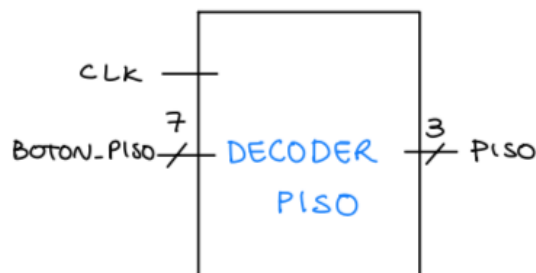 CLK
7
BOTON_PISO
DECODER
PISO
3
PISO